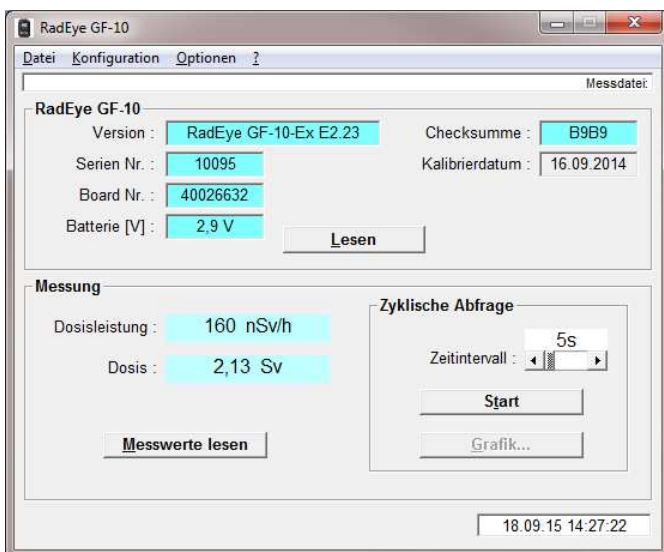 RadEye GF-10
Datei Konfiguration Optionen ?
Messdatei:
RadEye GF-10
Version : RadEye GF-10-Ex E2.23 Checksumme : B9B9
Serien Nr. : 10095 Kalibrierdatum : 16.09.2014
Board Nr. : 40026632
Batterie [V] : 2,9 V
Lesen
Messung
Zyklische Abfrage
Dosisleistung : 160 nSv/h
5s
Zeitintervall :
Dosis : 2,13 Sv
Start
Messwerte lesen
Grafik...
18.09.15 14:27:22